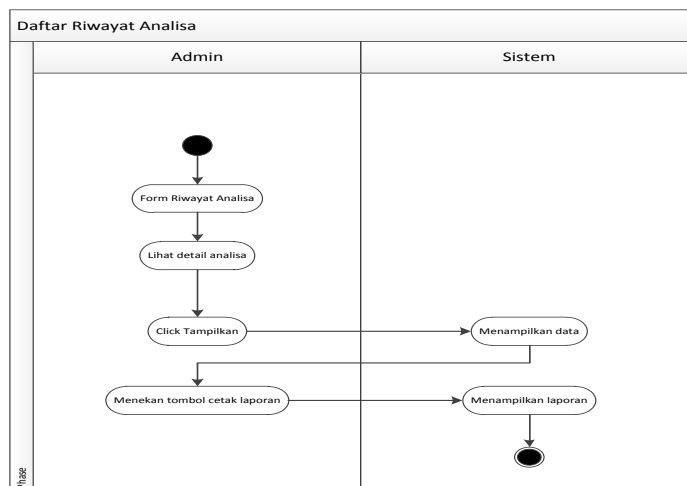 Daftar Riwayat Analisa
Admin
Sistem
Form Riwayat Analisa
Lihat detail analisa
Click Tampilkan
Menampilkan data
Menekan tombol cetak laporan
Menampilkan laporan
Phase